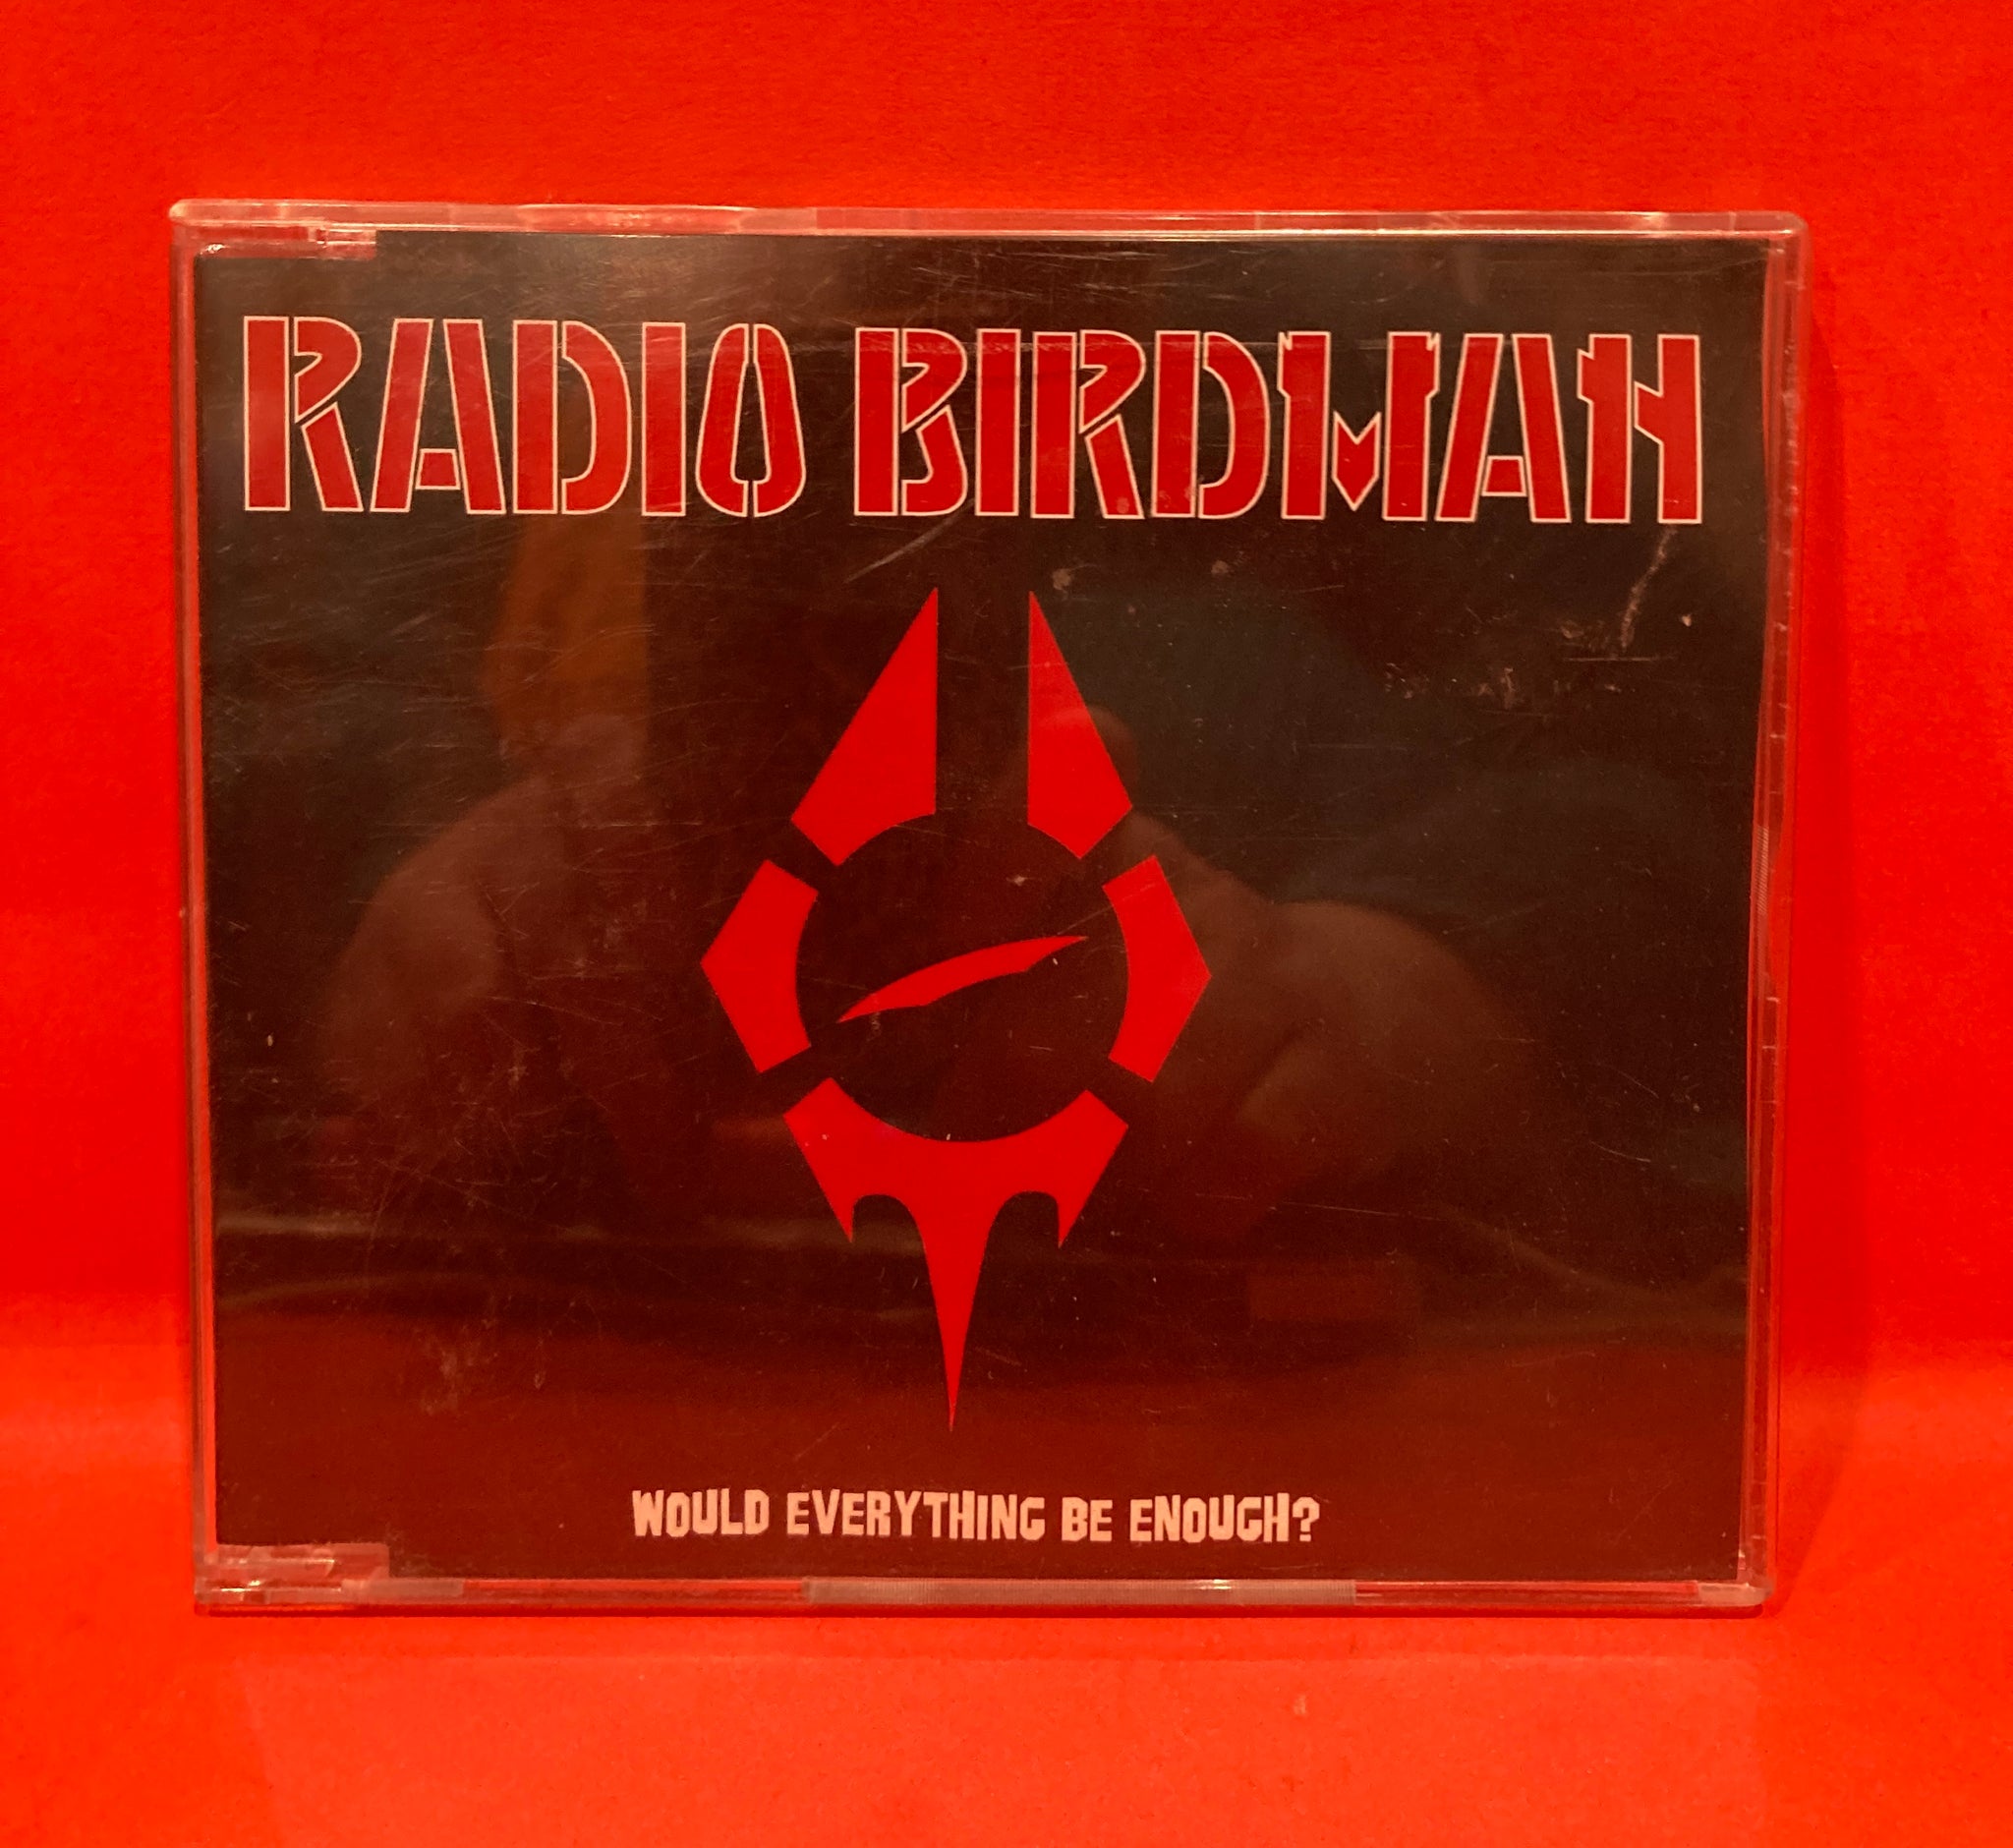 RADIO BIRDMAN
WOULD EVERYTHING BE ENOUGH?